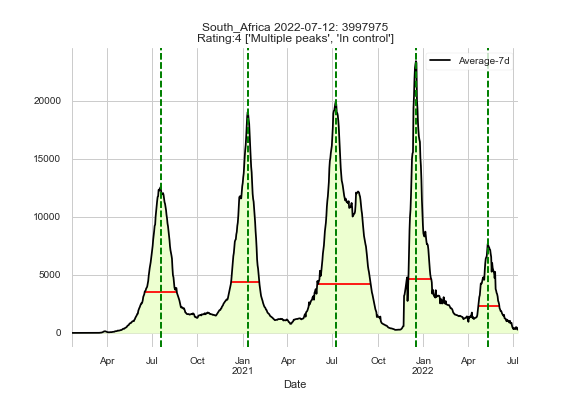 South_Africa 2022-07-12: 3997975
Rating:4 ['Multiple peaks', 'In control']
Average-7d
20000
15000
10000
5000
0
Apr Jul Oct Jan Apr Jul Oct Jan Apr Jul
2021 2022
Date